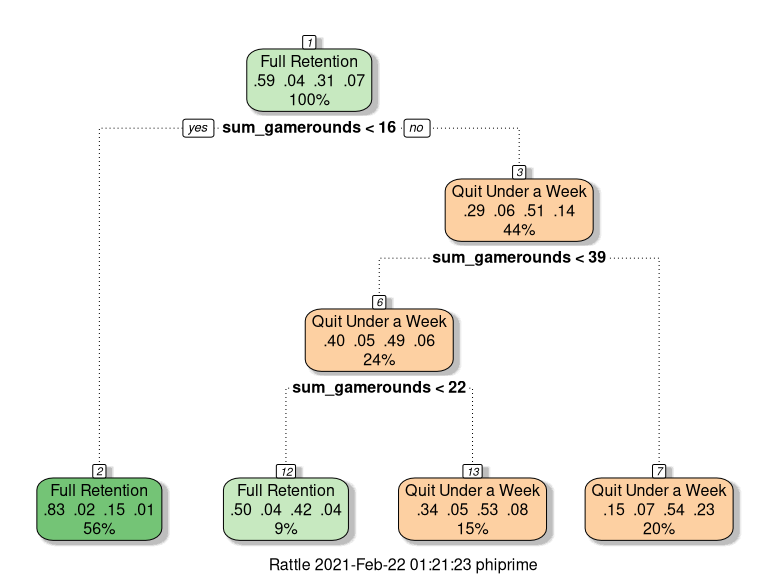 1
Full Retention
.59 .04 .31 .07
100%
yes sum_gamerounds < 16 no
3
Quit Under a Week
.29 .06 .51 .14
44%
sum_gamerounds < 39
6
Quit Under a Week
.40 .05 .49 .06
24%
sum_gamerounds < 22
2
Full Retention
.83 .02 .15 .01
56%
12
Full Retention
.50 .04 .42 .04
9%
13
Quit Under a Week
.34 .05 .53 .08
15%
7
Quit Under a Week
.15 .07 .54 .23
20%
Rattle 2021-Feb-22 01:21:23 phiprime